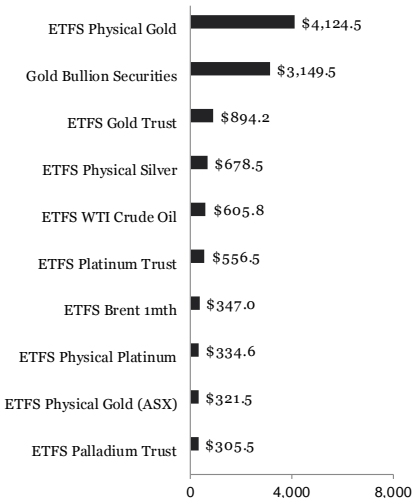 ETFS Physical Gold $4,124.5
Gold Bullion Securities $3,149.5
ETFS Gold Trust $894.2
ETFS Physical Silver $678.5
ETFS WTI Crude Oil $605.8
ETFS Platinum Trust $556.5
ETFS Brent 1mth $347.0
ETFS Physical Platinum $334.6
ETFS Physical Gold (ASX) $321.5
ETFS Palladium Trust $305.5
0 4,000 8,000